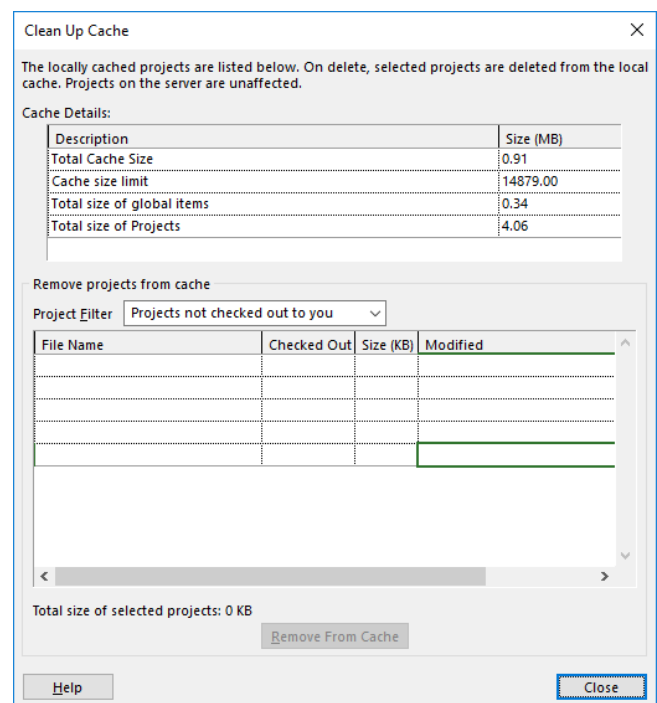 Clean Up Cache
The locally cached projects are listed below. On delete, selected projects are deleted from the local
cache. Projects on the server are unaffected.
Cache Details:
Description Size (MB)
Total Cache Size 0.91
Cache size limit 14879.00
Total size of global items 0.34
Total size of Projects 4.06
Remove projects from cache
Project Filter Projects not checked out to you
File Name Checked Out Size (KB) Modified
Total size of selected projects: 0 KB
Remove From Cache
Help Close